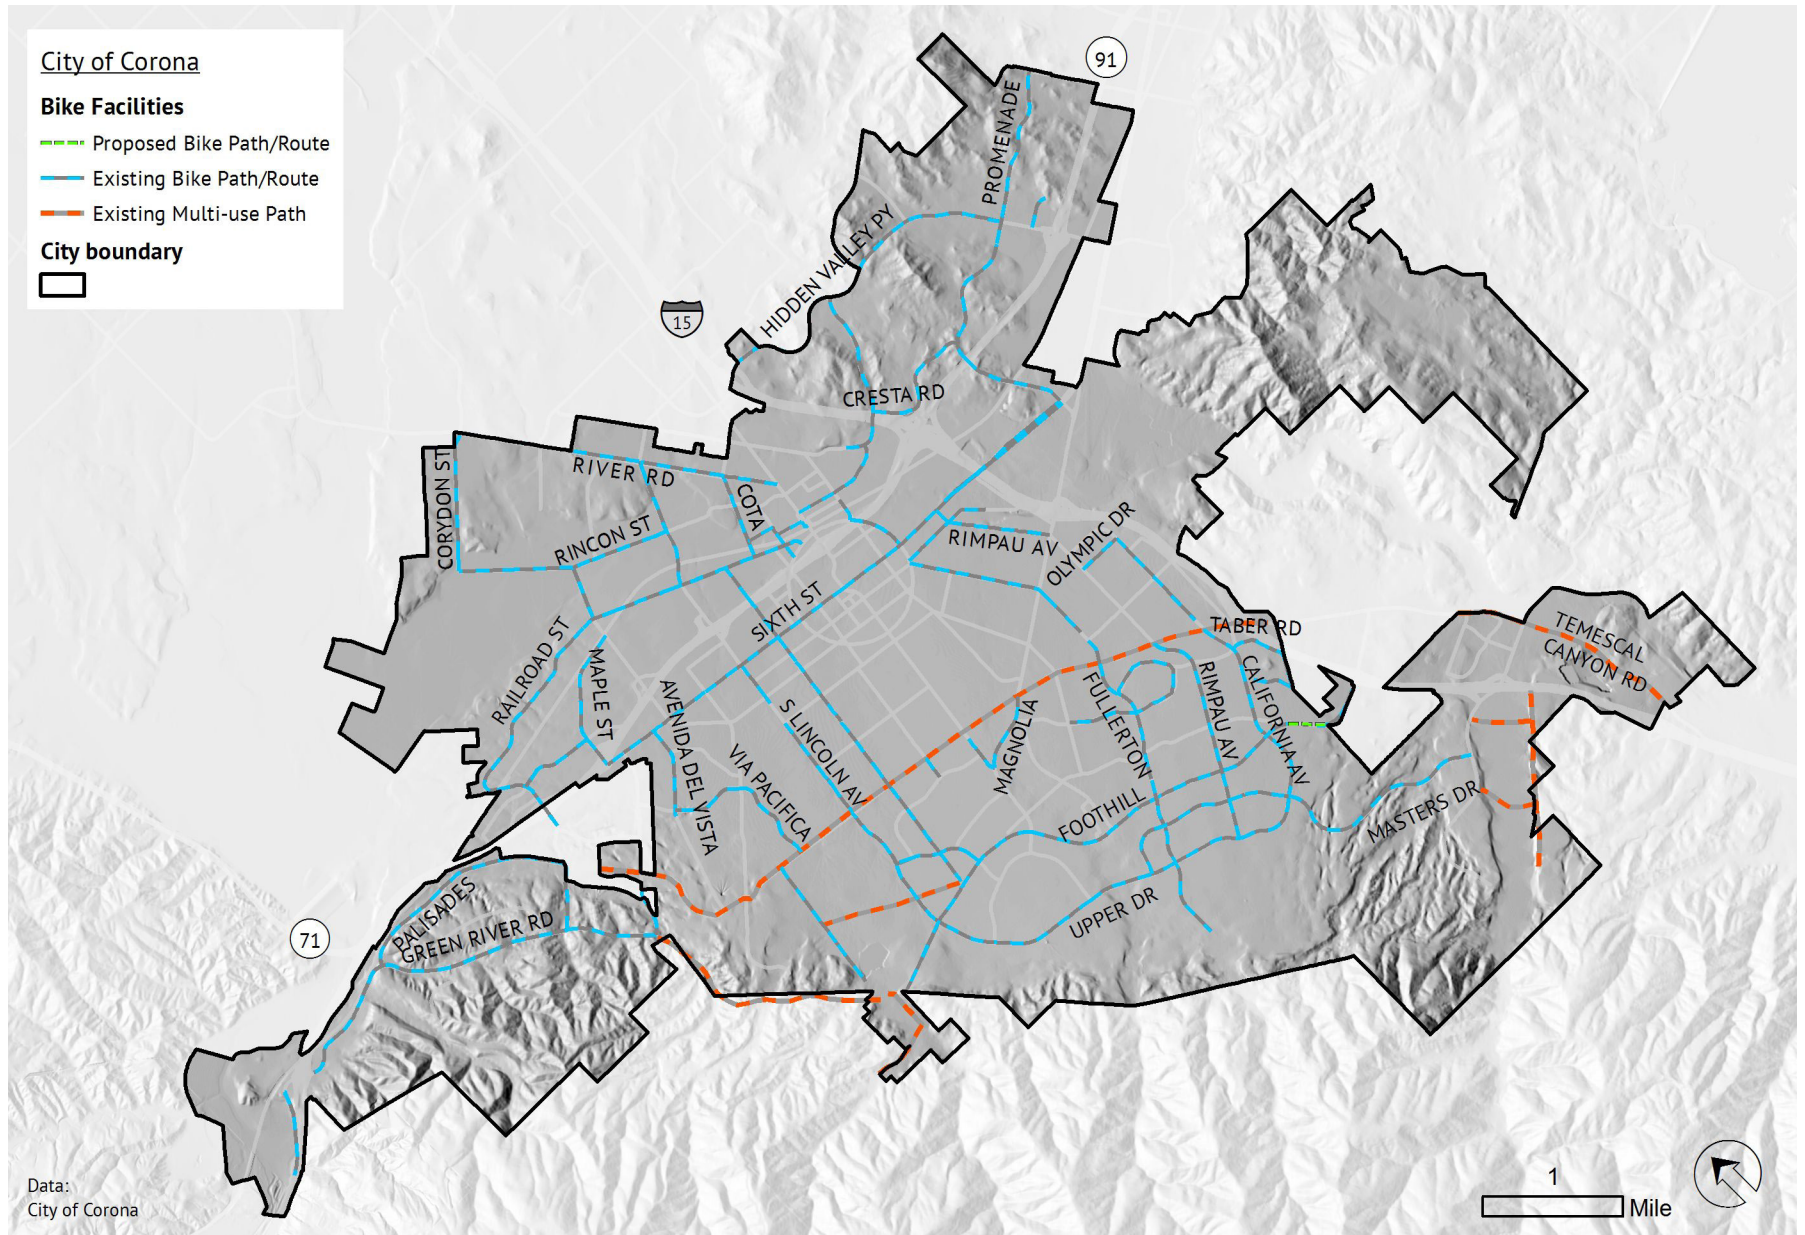 City of Corona
Bike Facilities
Proposed Bike Path/Route
Existing Bike Path/Route
Existing Multi-use Path
City boundary
91
PROMENADE
HIDDEN VALLEY PY
15
CRESTA RD
CORYDON ST
RIVER RD
COTA
RINCON ST
RIMPAU AV
OLYMPIC DR
SIXTH ST
TABER RD
TEMESCAL
CANYON RD
RAILROAD ST
MAPLE ST
AVENIDA DEL VISTA
VIA PACIFICA
S LINCOLN AV
MAGNOLIA
FULLERTON
RIMPAU AV
CALIFORNIA AV
FOOTHILL
MASTERS DR
UPPER DR
PALISADES
GREEN RIVER RD
71
Data:
City of Corona
1
Mile